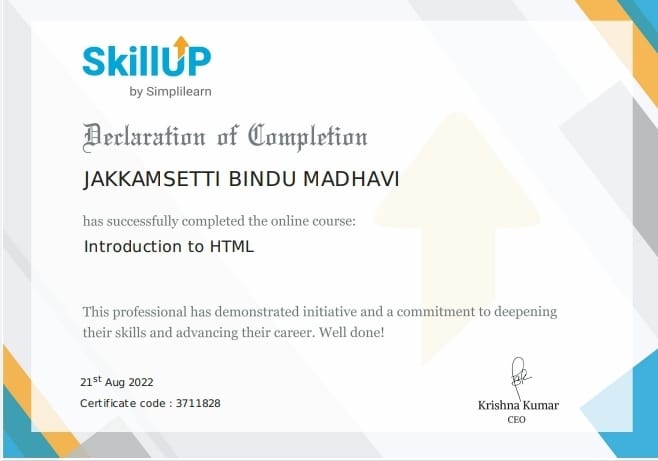 SkillUP
by Simplilearn
Declaration of Completion
JAKKAMSETTI BINDU MADHAVI
has successfully completed the online course:
Introduction to HTML
This professional has demonstrated initiative and a commitment to deepening
their skills and advancing their career. Well done!
21st Aug 2022
Certificate code : 3711828
Krishna Kumar
CEO